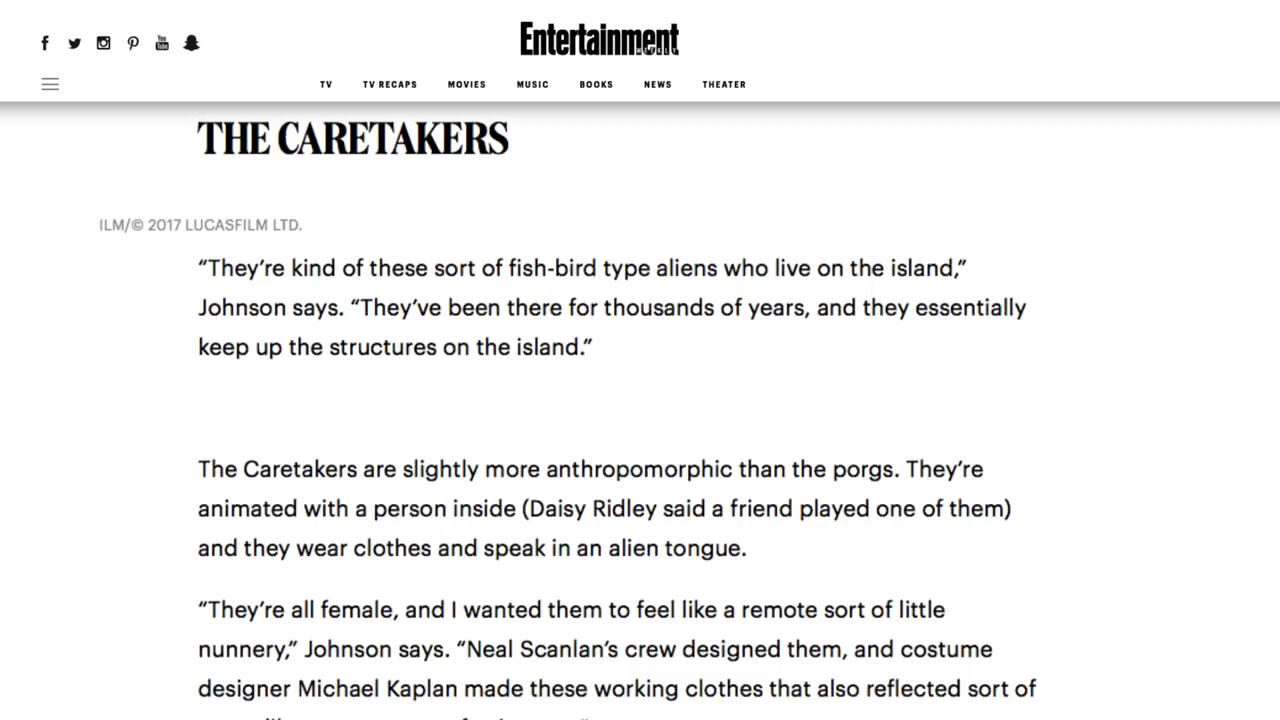 Entertainment
WEEKLY
TV TV RECAPS MOVIES MUSIC BOOKS NEWS THEATER
THE CARETAKERS
ILM/© 2017 LUCASFILM LTD.
“They’re kind of these sort of fish-bird type aliens who live on the island,”
Johnson says. “They’ve been there for thousands of years, and they essentially
keep up the structures on the island.”
The Caretakers are slightly more anthropomorphic than the porgs. They’re
animated with a person inside (Daisy Ridley said a friend played one of them)
and they wear clothes and speak in an alien tongue.
“They’re all female, and I wanted them to feel like a remote sort of little
nunnery,” Johnson says. “Neal Scanlan’s crew designed them, and costume
designer Michael Kaplan made these working clothes that also reflected sort of